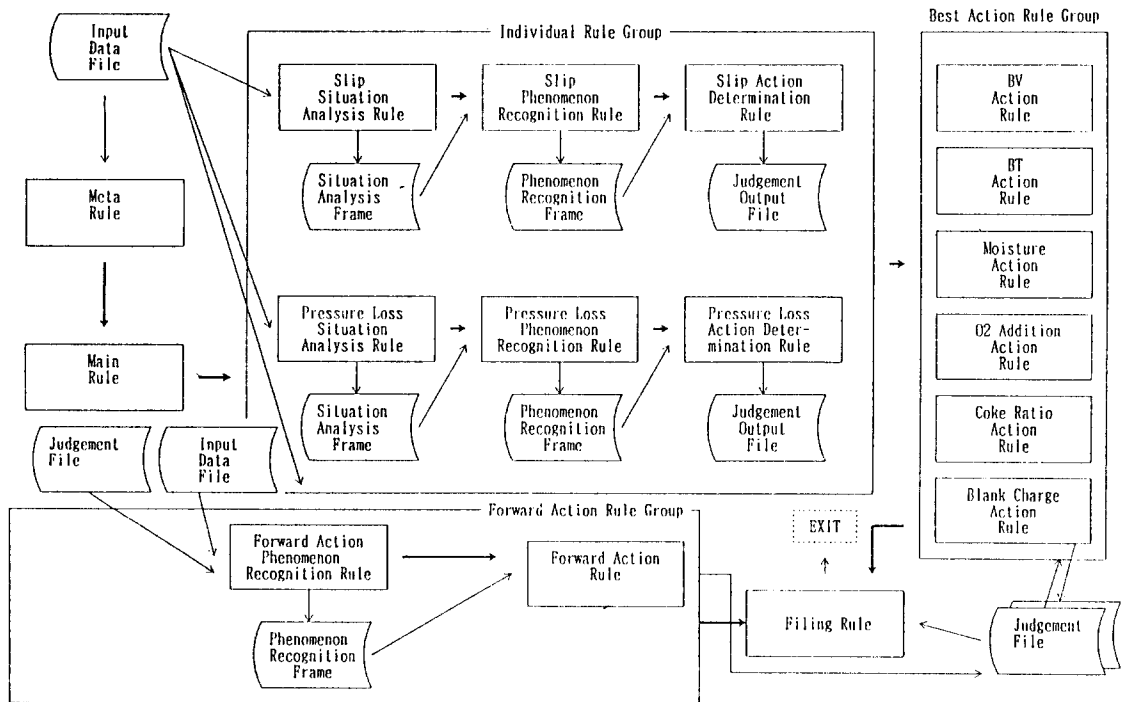 Input
Data
File
Meta
Rule
Main
Rule
Individual Rule Group
Slip
Situation
Analysis Rule
Slip
Phenomenon
Recognition Rule
Slip Action
Determination
Rule
Situation
Analysis
Frame
Phenomenon
Recognition
Frame
Judgement
Output
File
Pressure Loss
Situation
Analysis Rule
Pressure Loss
Phenomenon
Recognition Rule
Pressure Loss
Action Deter-
mination Rule
Situation
Analysis
Frame
Phenomenon
Recognition
Frame
Judgement
Output
File
Best Action Rule Group
BV
Action
Rule
BT
Action
Rule
Moisture
Action
Rule
O2 Addition
Action
Rule
Coke Ratio
Action
Rule
Blank Charge
Action
Rule
Judgement
File
Input
Data
File
Forward Action Rule Group
Forward Action
Phenomenon
Recognition Rule
Forward Action
Rule
Phenomenon
Recognition
Frame
EXIT
Filing Rule
Judgement
File